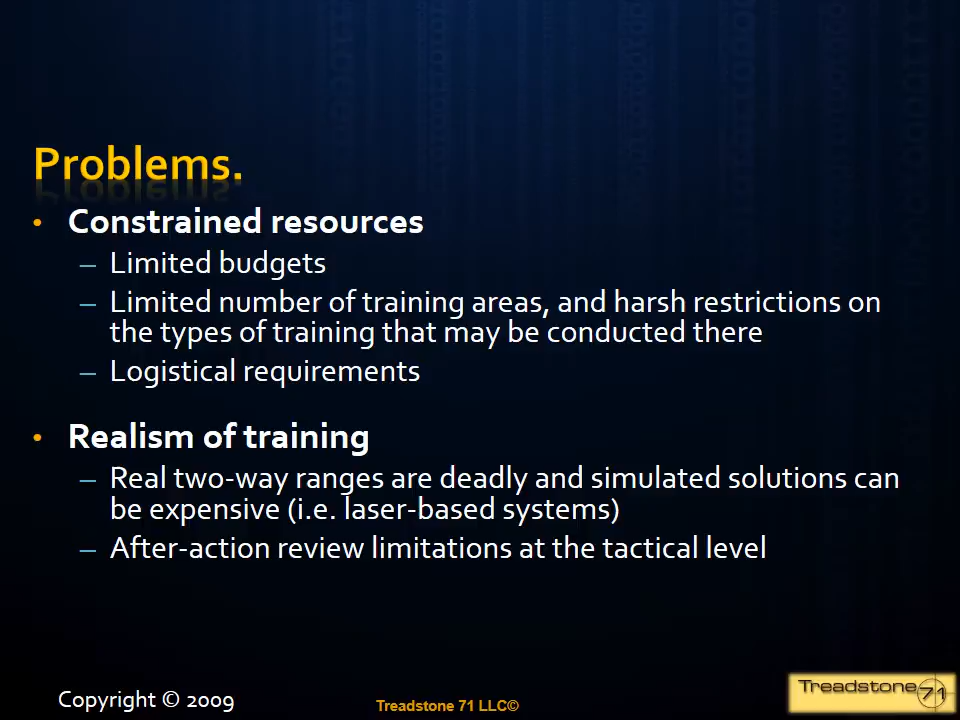 Problems.
• Constrained resources
– Limited budgets
– Limited number of training areas, and harsh restrictions on
the types of training that may be conducted there
– Logistical requirements
• Realism of training
– Real two-way ranges are deadly and simulated solutions can
be expensive (i.e. laser-based systems)
– After-action review limitations at the tactical level
Copyright © 2009
Treadstone 71 LLC©
Treadstone 71